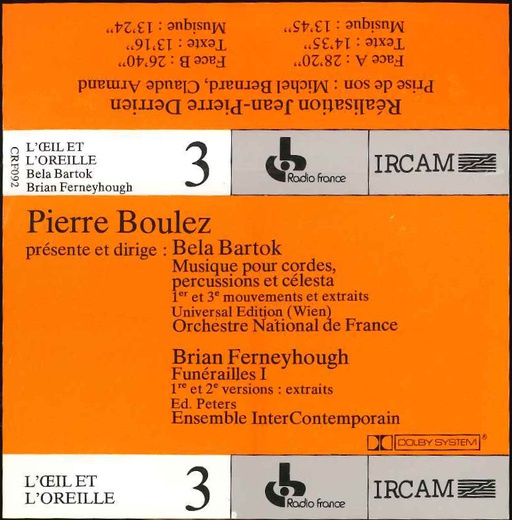 Réalisation Jean-Pierre Derrien
Prise de son : Michel Bernard, Claude Armand
Face A : 28'20" Face B : 26'40"
Texte : 14'35" Texte : 13'16"
Musique : 13'45" Musique : 13'24"
CRF092
L'ŒIL ET
L'OREILLE
Bela Bartok
Brian Ferneyhough
3
Radio france
IRCAM
Pierre Boulez
présente et dirige : Bela Bartok
Musique pour cordes,
percussions et célesta
1er et 3e mouvements et extraits
Universal Edition (Wien)
Orchestre National de France
Brian Ferneyhough
Funérailles I
1re et 2e versions : extraits
Ed. Peters
Ensemble InterContemporain
DOLBY SYSTEM®
L'ŒIL ET
L'OREILLE
3
Radio france
IRCAM